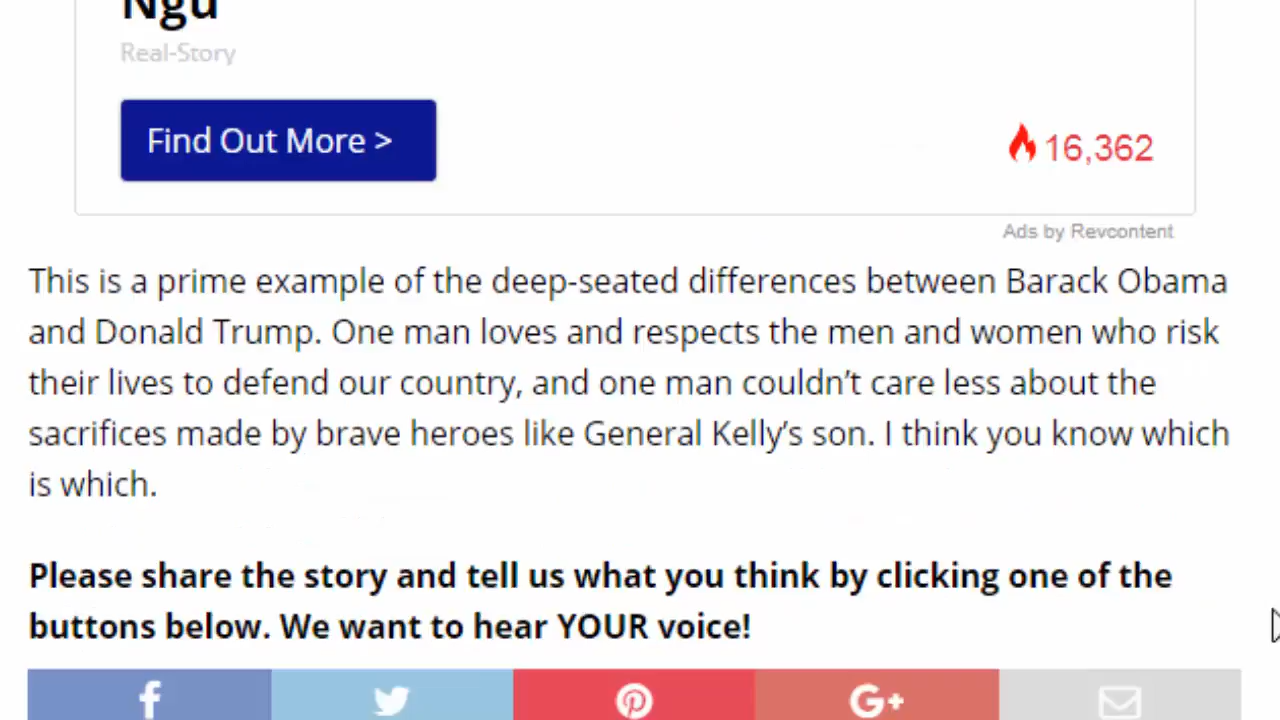 Ngu
Real-Story
Find Out More >
16,362
Ads by Revcontent
This is a prime example of the deep-seated differences between Barack Obama
and Donald Trump. One man loves and respects the men and women who risk
their lives to defend our country, and one man couldn’t care less about the
sacrifices made by brave heroes like General Kelly’s son. I think you know which
is which.
Please share the story and tell us what you think by clicking one of the
buttons below. We want to hear YOUR voice!
f
G+